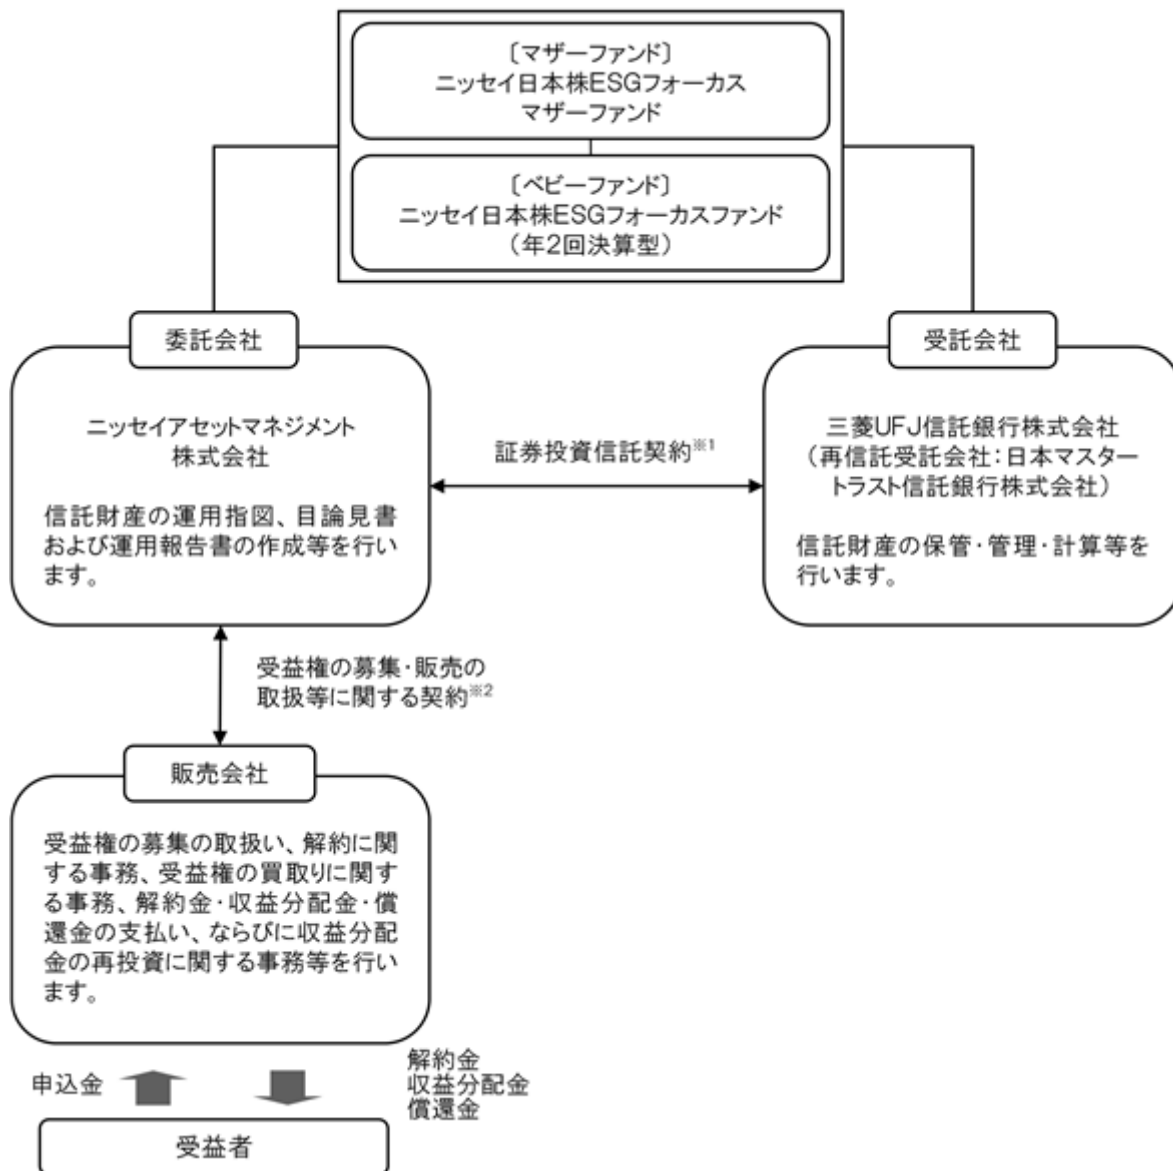 〔マザーファンド〕
ニッセイ日本株ESGフォーカス
マザーファンド
〔ベビーファンド〕
ニッセイ日本株ESGフォーカスファンド
（年2回決算型）
委託会社
ニッセイアセットマネジメント
株式会社
信託財産の運用指図、目論見書
および運用報告書の作成等を行い
ます。
証券投資信託契約※1
受託会社
三菱UFJ信託銀行株式会社
（再信託受託会社：日本マスター
トラスト信託銀行株式会社）
信託財産の保管・管理・計算等を
行います。
受益権の募集・販売の
取扱等に関する契約※2
販売会社
受益権の募集の取扱い、解約に関
する事務、受益権の買取りに関す
る事務、解約金・収益分配金・償
還金の支払い、ならびに収益分配
金の再投資に関する事務等を行い
ます。
申込金
解約金
収益分配金
償還金
受益者